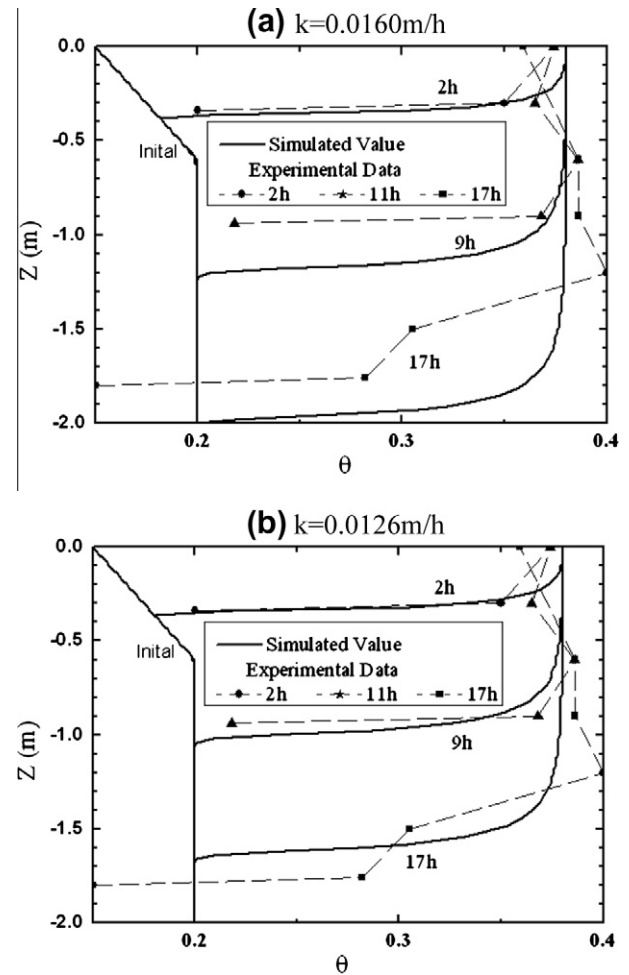 (a) k=0.0160m/h
0.0
2h
-0.5
Inital
Simulated Value
Experimental Data
2h 11h 17h
Z (m)
-1.0
9h
-1.5
17h
-2.0
0.2 0.3 0.4
θ
(b) k=0.0126m/h
0.0
2h
-0.5
Inital
Simulated Value
Experimental Data
2h 11h 17h
Z (m)
-1.0
9h
-1.5
17h
-2.0
0.2 0.3 0.4
θ